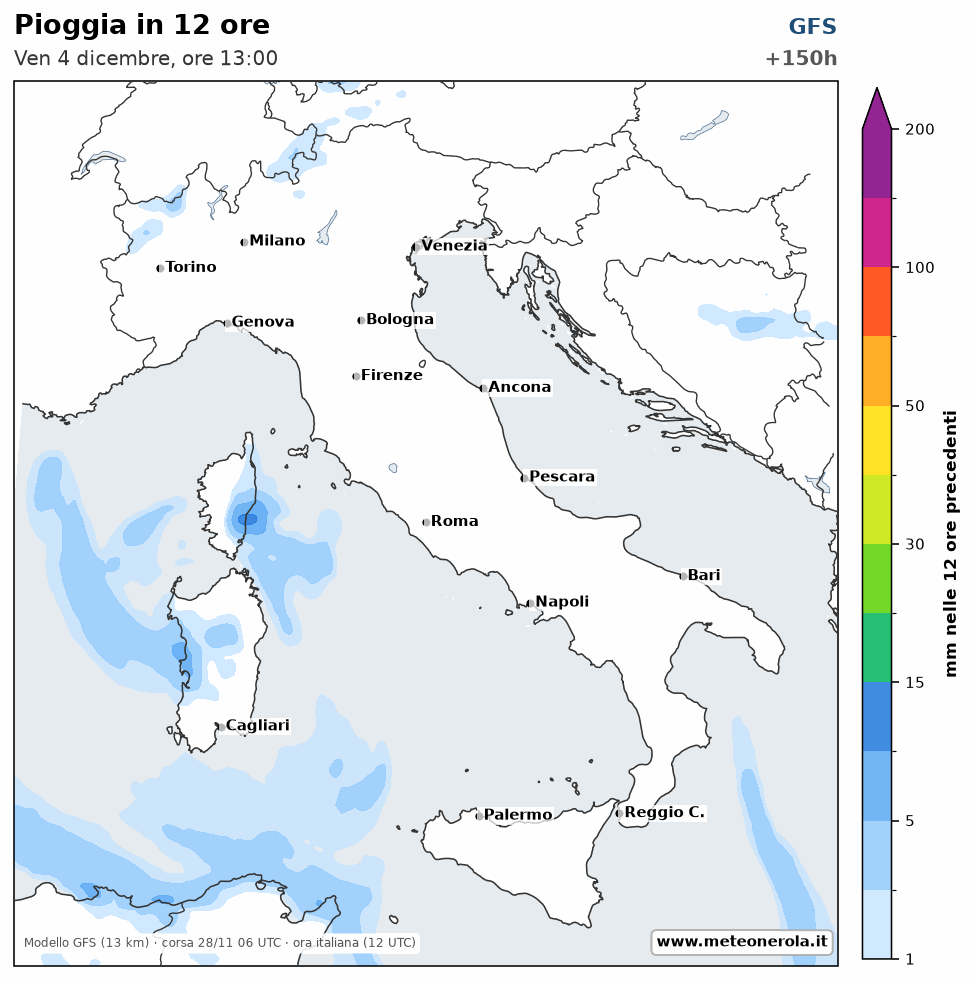 Pioggia in 12 ore
GFS
Ven 4 dicembre, ore 13:00
+150h
200
100
50
30
15
5
1
mm nelle 12 ore precedenti
Milano
Venezia
Torino
Genova
Bologna
Firenze
Ancona
Pescara
Roma
Bari
Napoli
Cagliari
Palermo
Reggio C.
Modello GFS (13 km) · corsa 28/11 06 UTC · ora italiana (12 UTC)
www.meteonerola.it